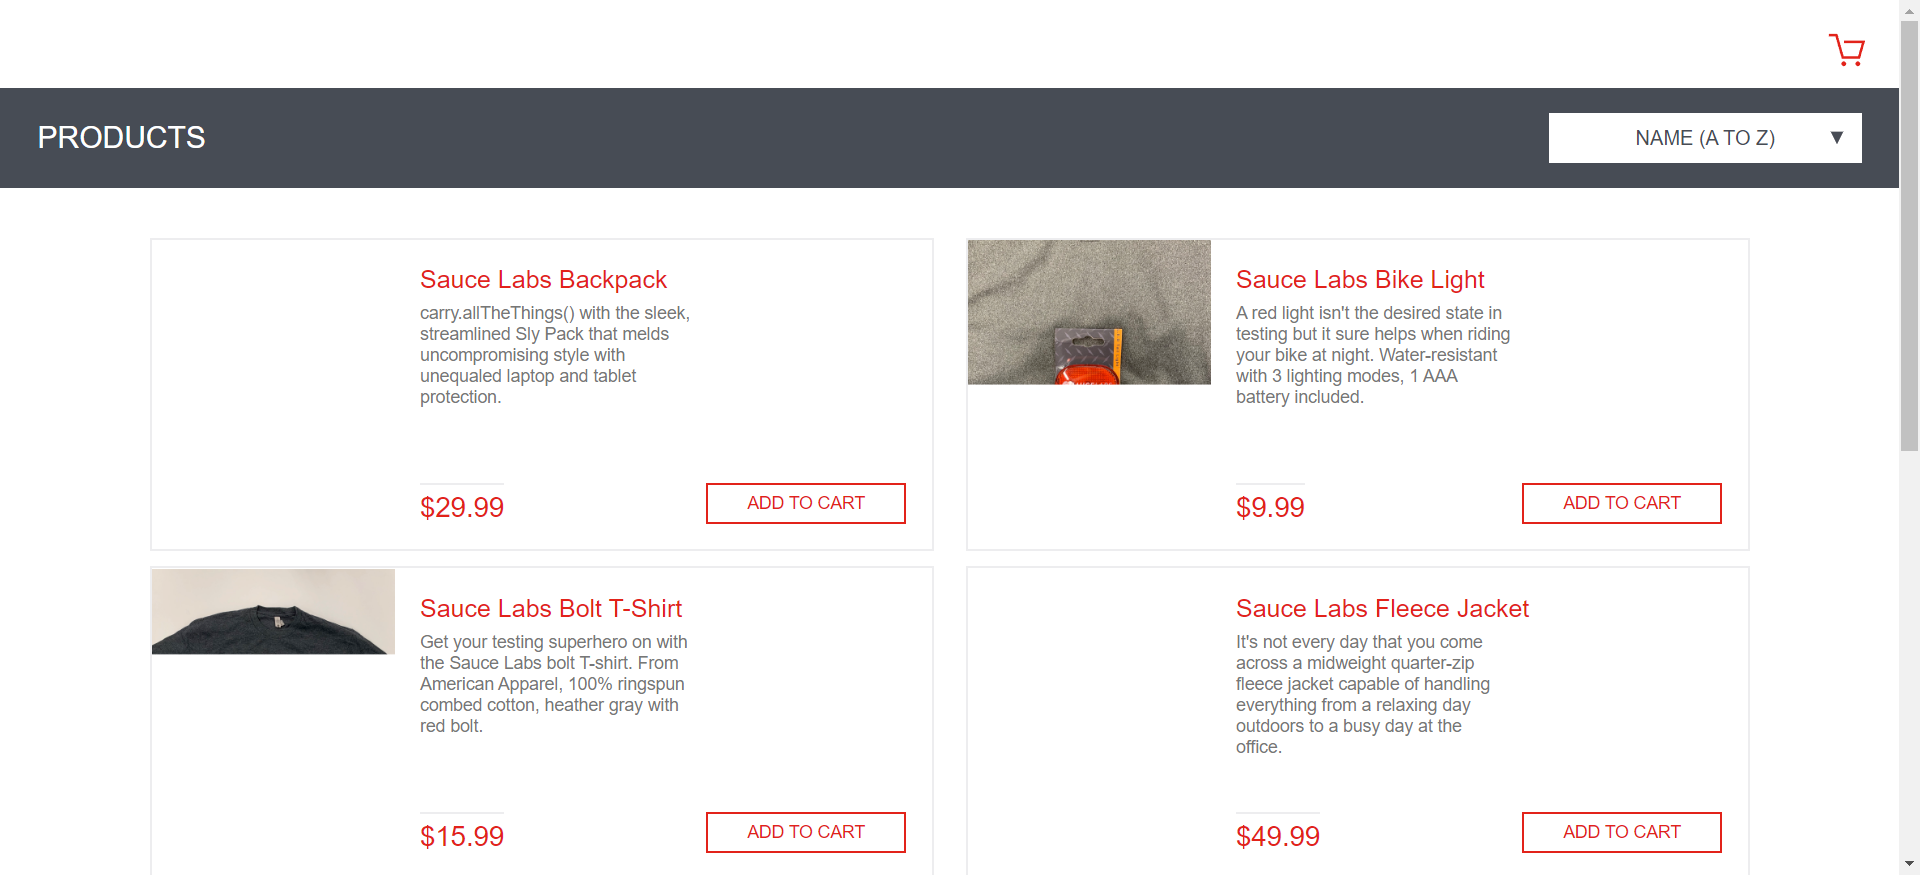 PRODUCTS
NAME (A TO Z)
Sauce Labs Backpack
carry.allTheThings() with the sleek,
streamlined Sly Pack that melds
uncompromising style with
unequaled laptop and tablet
protection.
$29.99
ADD TO CART
Sauce Labs Bike Light
A red light isn't the desired state in
testing but it sure helps when riding
your bike at night. Water-resistant
with 3 lighting modes, 1 AAA
battery included.
$9.99
ADD TO CART
Sauce Labs Bolt T-Shirt
Get your testing superhero on with
the Sauce Labs bolt T-shirt. From
American Apparel, 100% ringspun
combed cotton, heather gray with
red bolt.
$15.99
ADD TO CART
Sauce Labs Fleece Jacket
It's not every day that you come
across a midweight quarter-zip
fleece jacket capable of handling
everything from a relaxing day
outdoors to a busy day at the
office.
$49.99
ADD TO CART